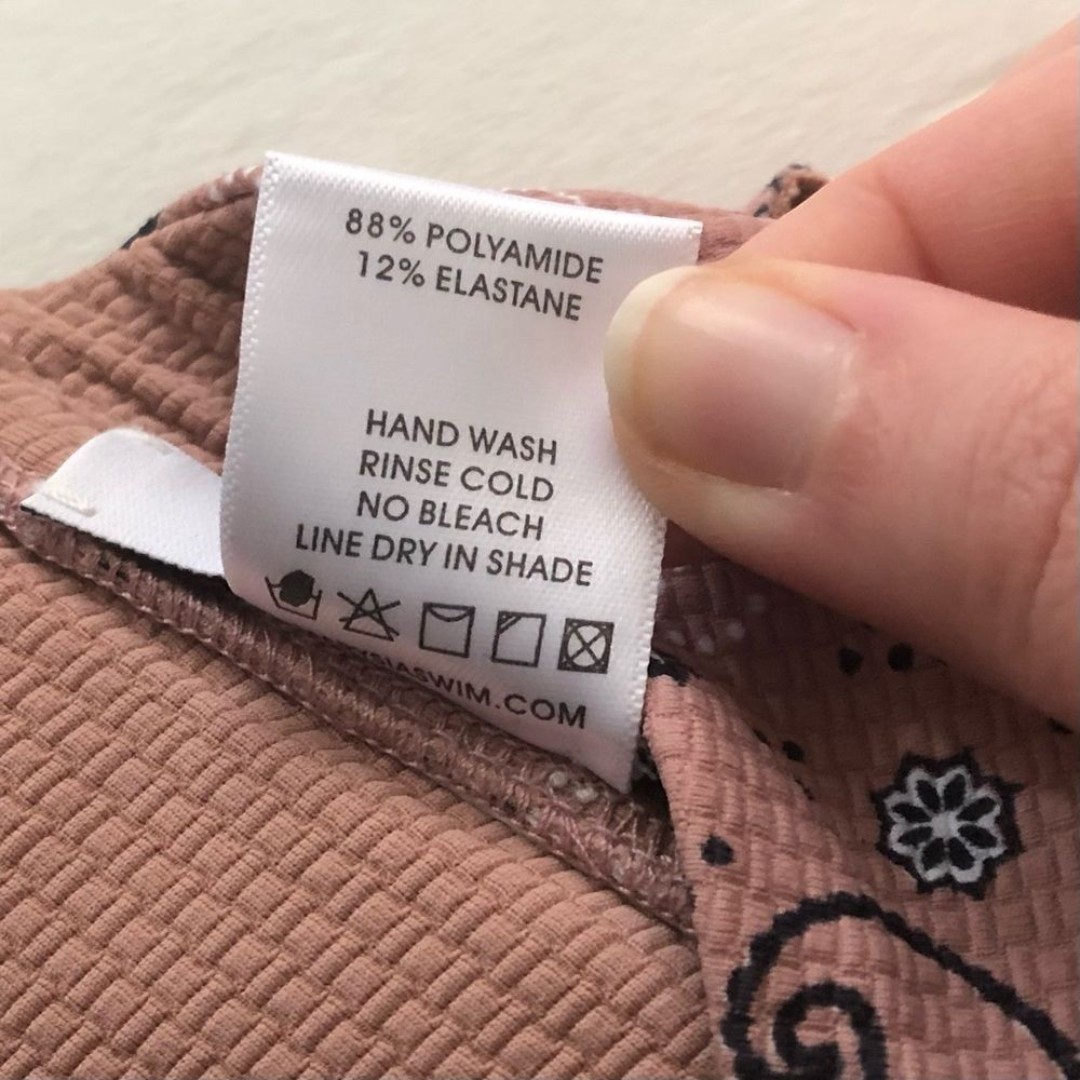 88% POLYAMIDE
12% ELASTANE
HAND WASH
RINSE COLD
NO BLEACH
LINE DRY IN SHADE